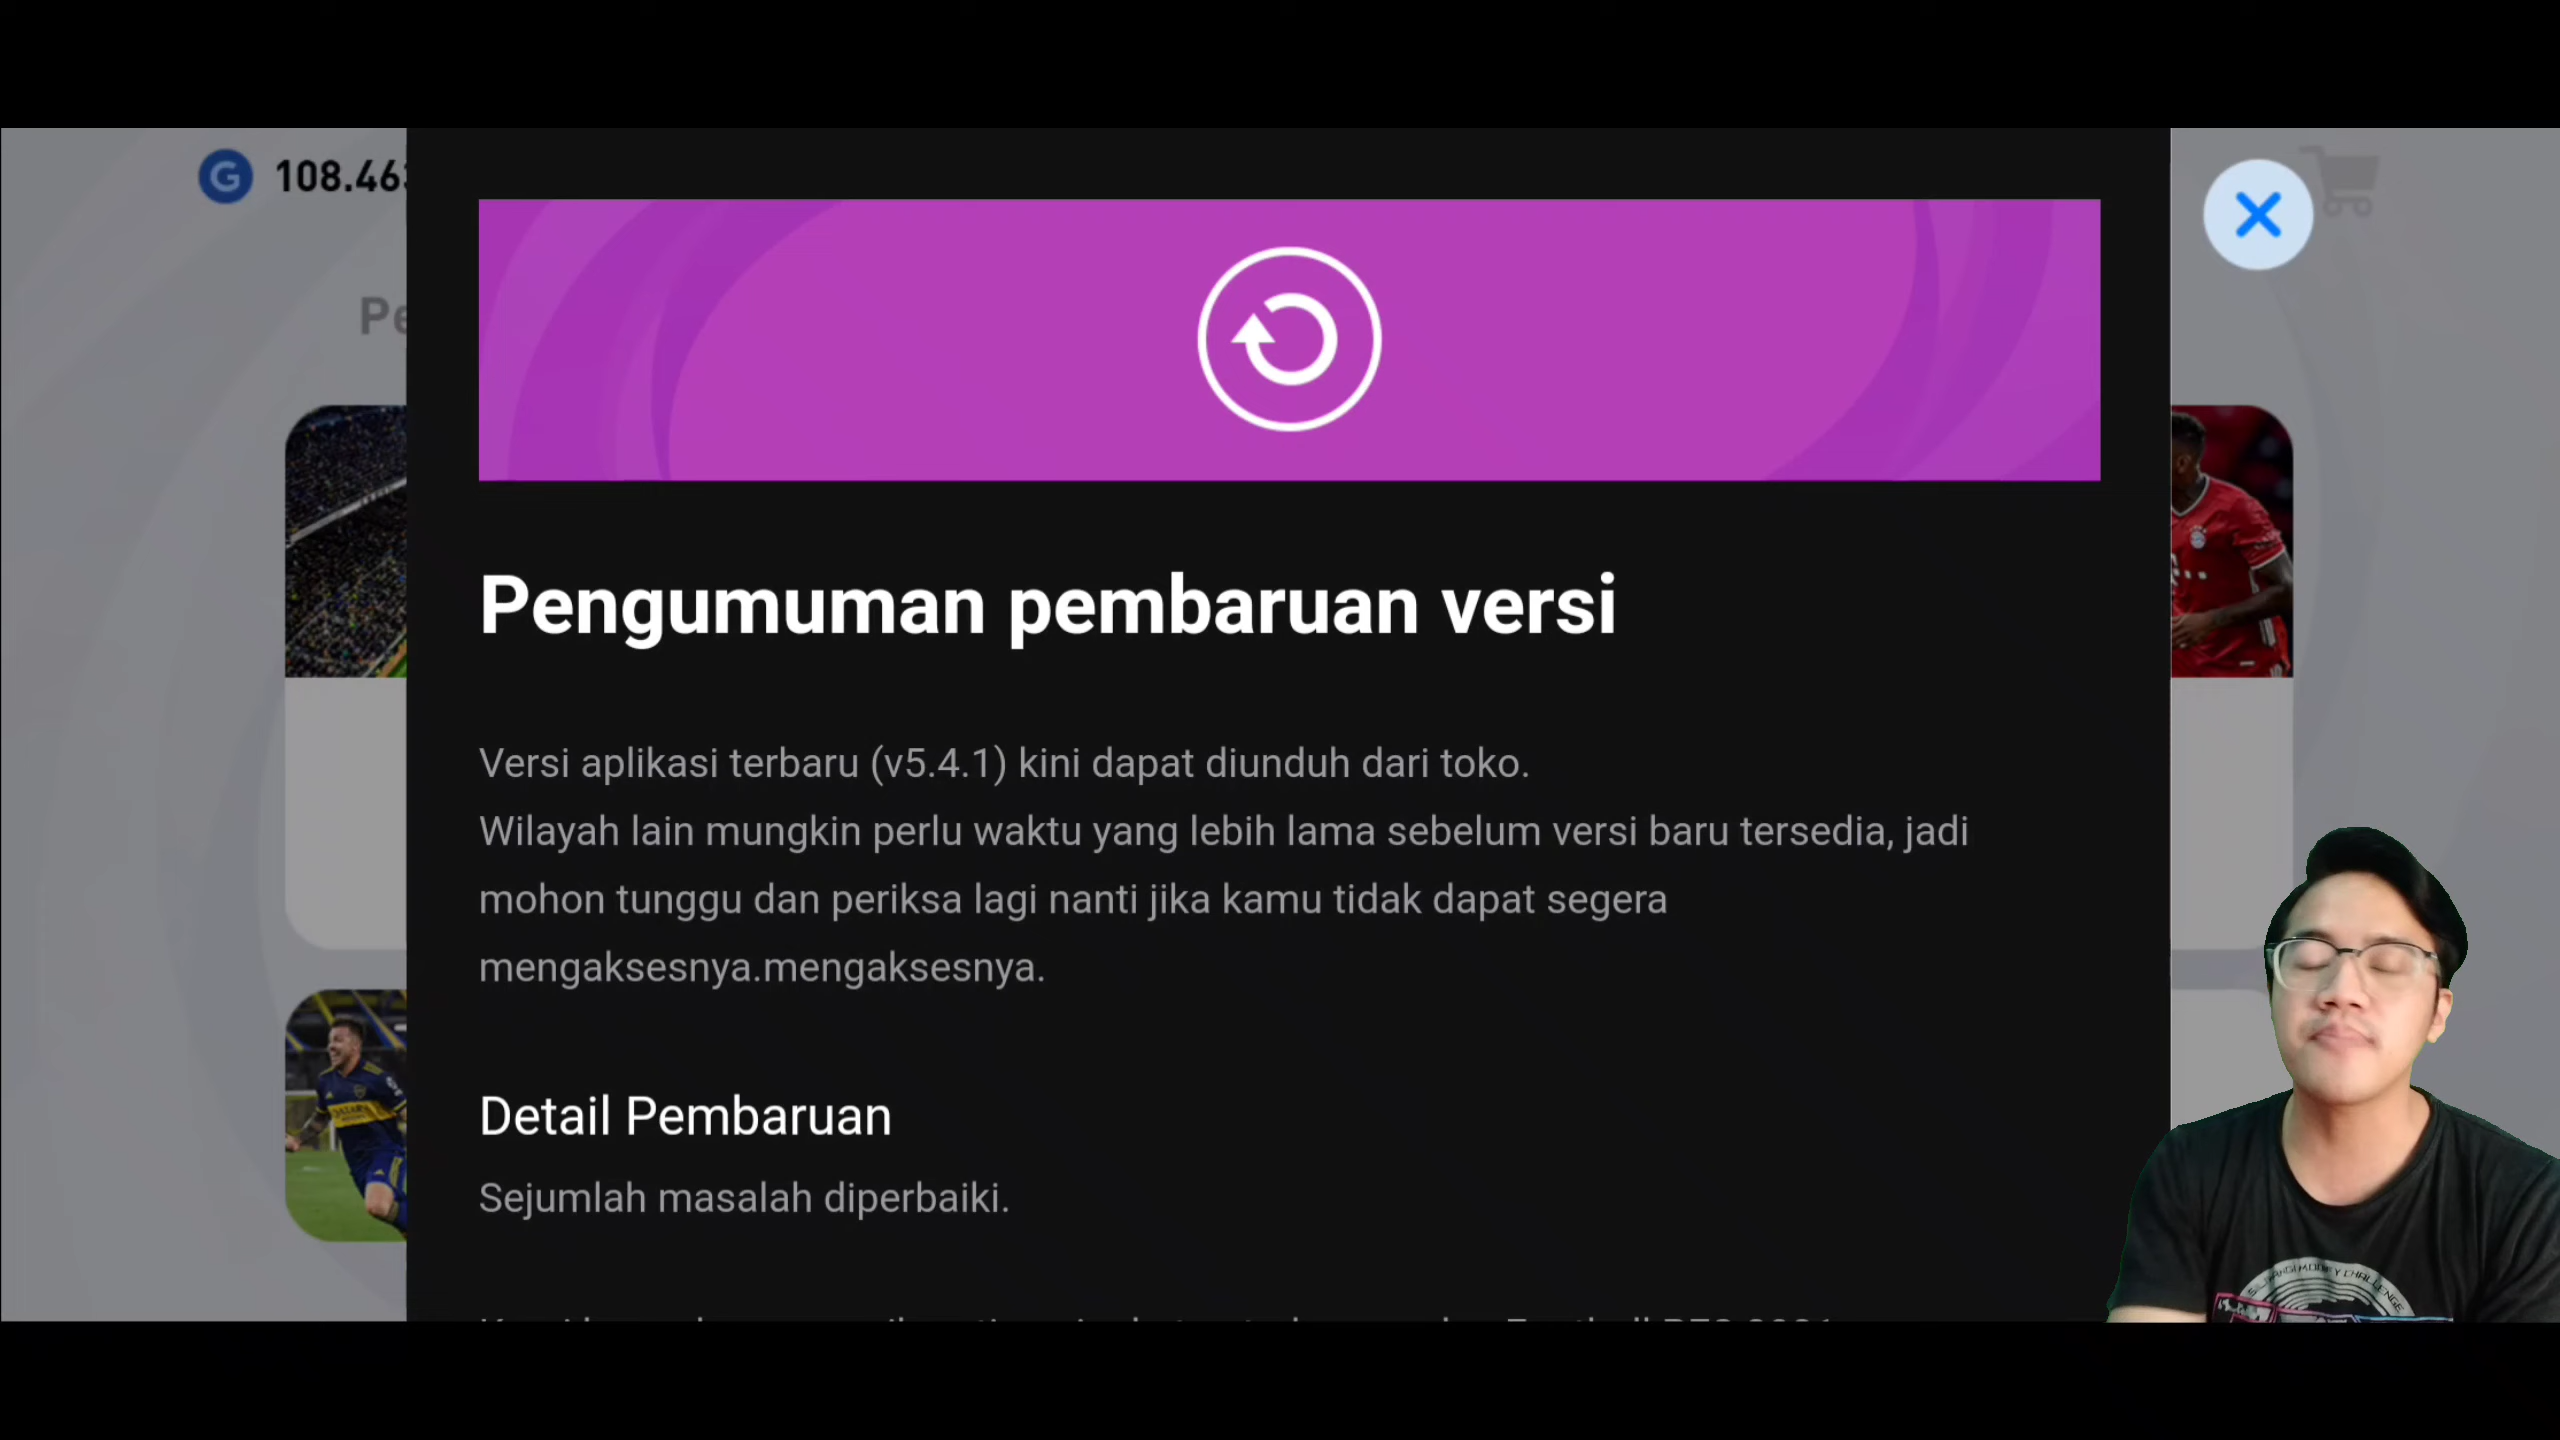 108.463
Pe
Pengumuman pembaruan versi
Versi aplikasi terbaru (v5.4.1) kini dapat diunduh dari toko.
Wilayah lain mungkin perlu waktu yang lebih lama sebelum versi baru tersedia, jadi
mohon tunggu dan periksa lagi nanti jika kamu tidak dapat segera
mengaksesnya.mengaksesnya.
Detail Pembaruan
Sejumlah masalah diperbaiki.
CHALLENGE